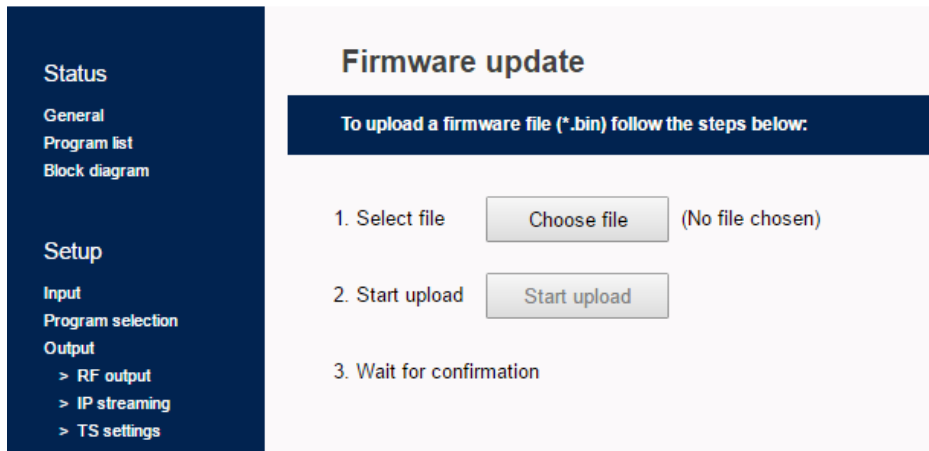 Status
General
Program list
Block diagram
Setup
Input
Program selection
Output
> RF output
> IP streaming
> TS settings
Firmware update
To upload a firmware file (*.bin) follow the steps below:
1. Select file Choose file (No file chosen)
2. Start upload Start upload
3. Wait for confirmation